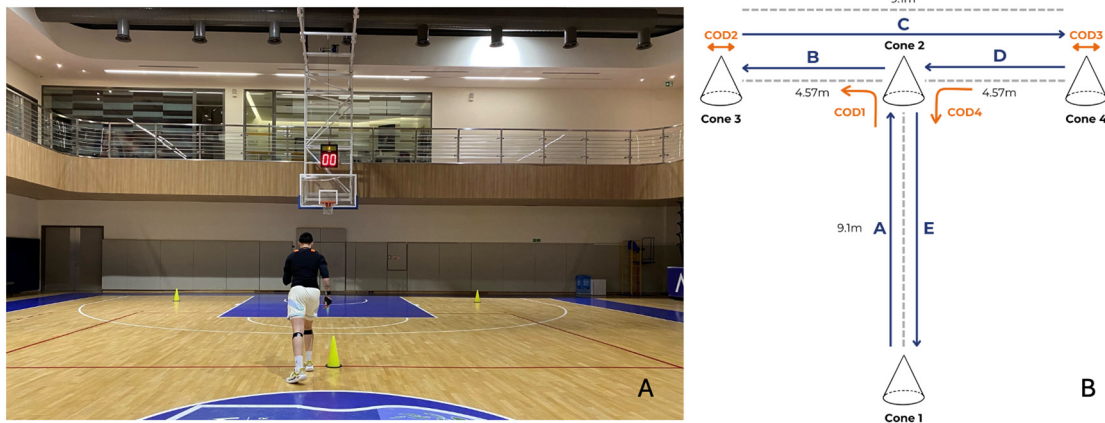 00
A
9.1m
C
COD2
COD3
Cone 2
B
D
4.57m
4.57m
COD1
COD4
Cone 3
Cone 4
9.1m
A
E
Cone 1
B